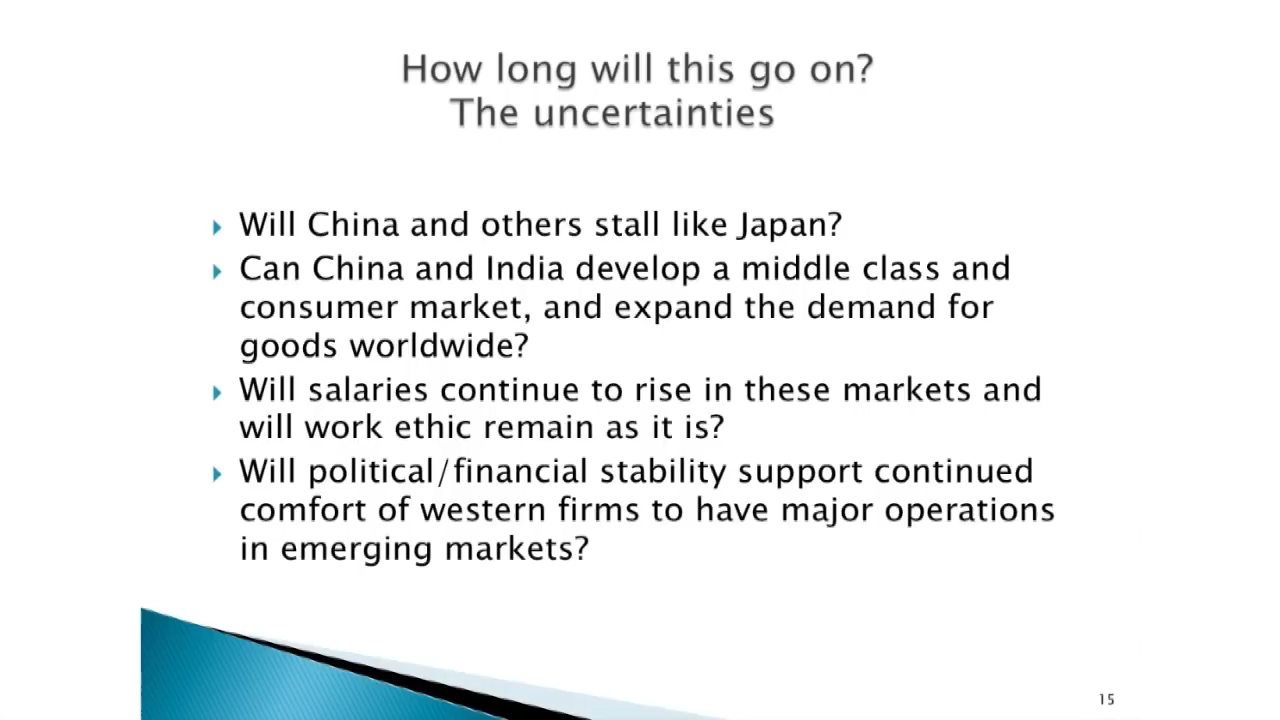 How long will this go on?
The uncertainties
Will China and others stall like Japan?
Can China and India develop a middle class and
consumer market, and expand the demand for
goods worldwide?
Will salaries continue to rise in these markets and
will work ethic remain as it is?
Will political/financial stability support continued
comfort of western firms to have major operations
in emerging markets?
15